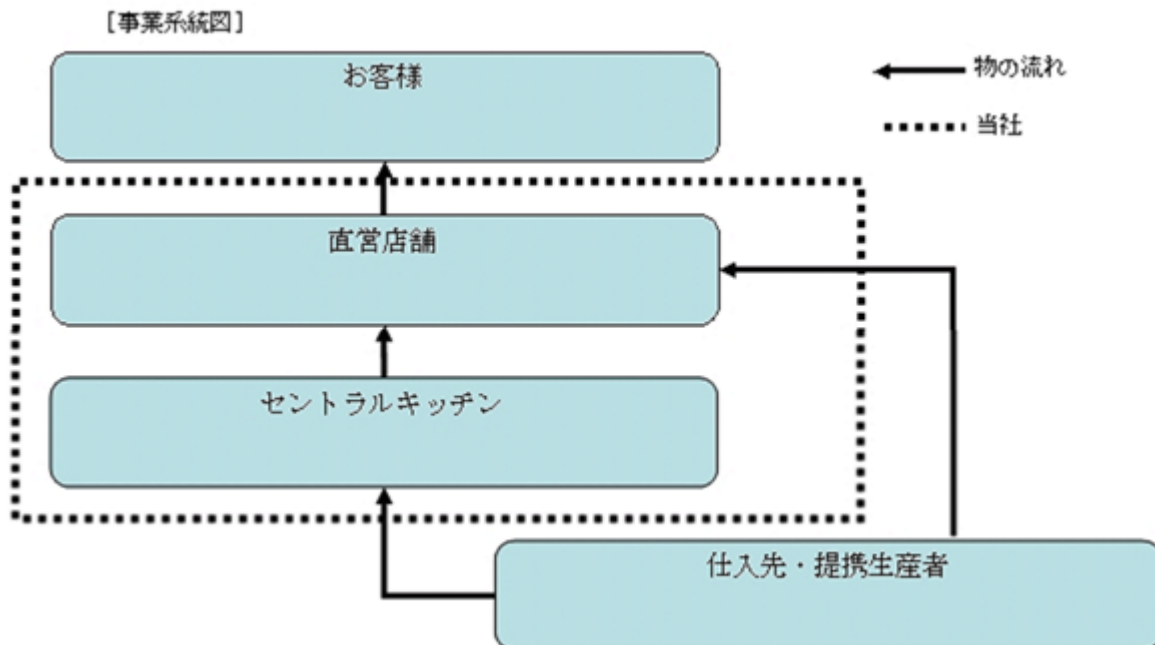 [事業系統図]
お客様
物の流れ
当社
直営店舗
セントラルキッチン
仕入先・提携生産者